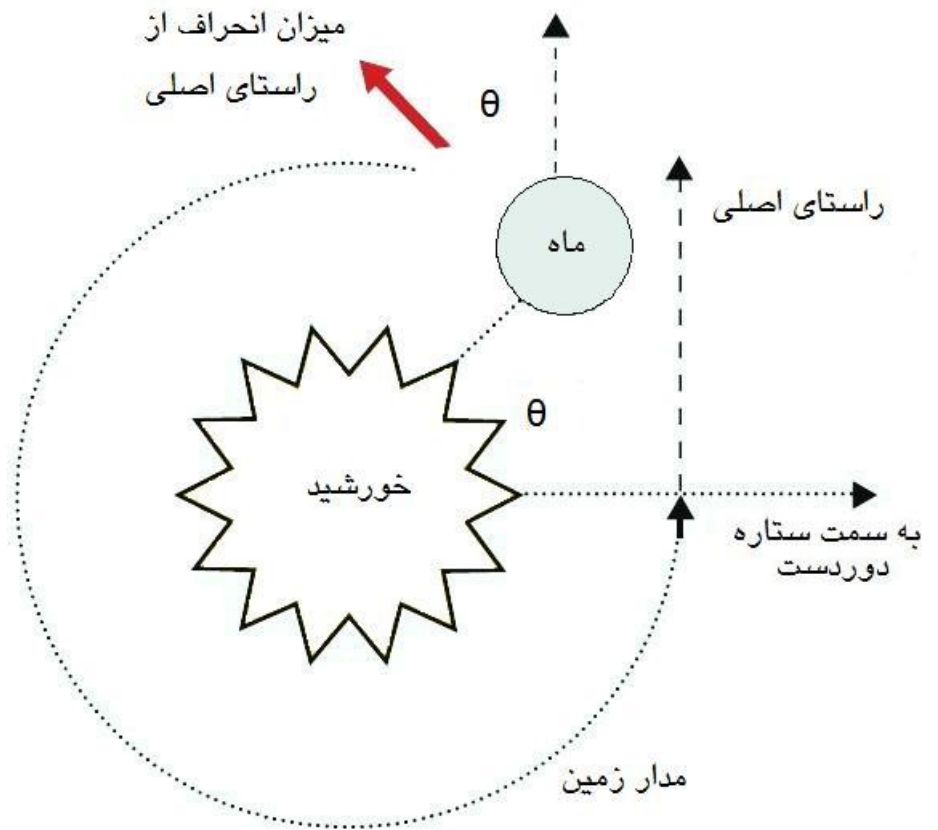 میزان انحراف از
راستای اصلی
θ
راستای اصلی
ماه
θ
خورشید
به سمت ستاره
دوردست
مدار زمین